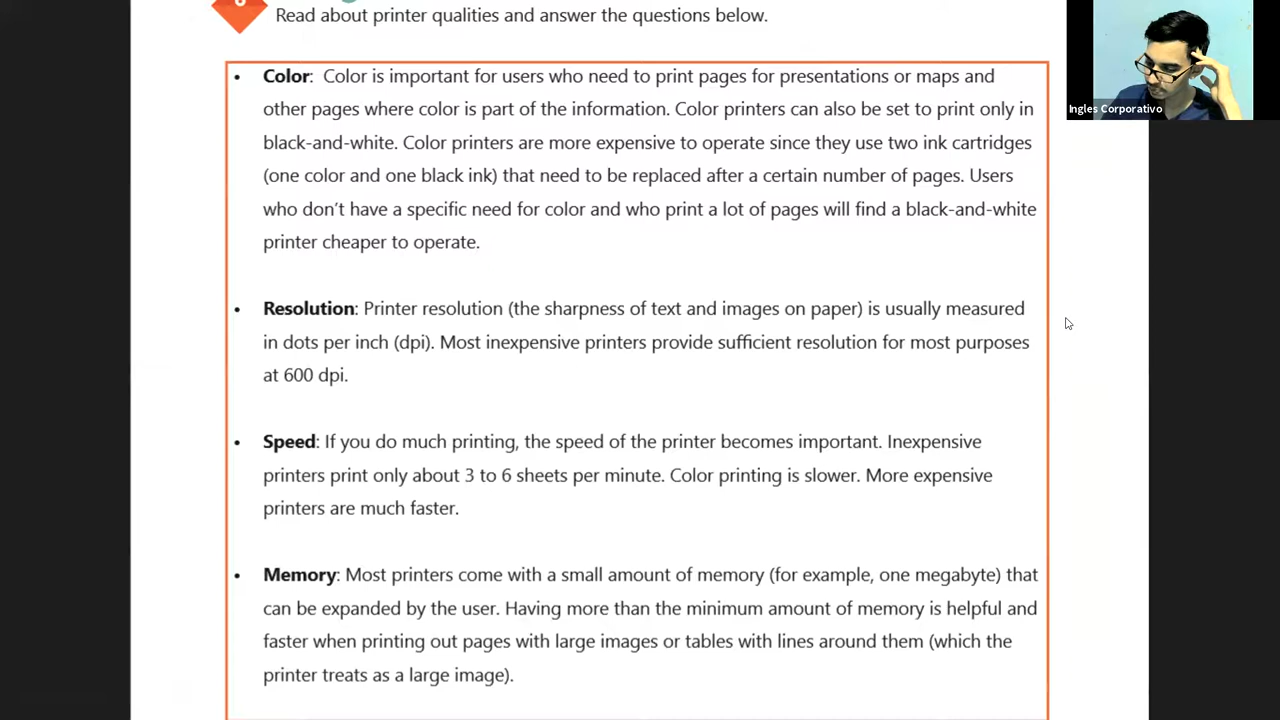 Read about printer qualities and answer the questions below.
Ingles Corporativo
• Color: Color is important for users who need to print pages for presentations or maps and
other pages where color is part of the information. Color printers can also be set to print only in
black-and-white. Color printers are more expensive to operate since they use two ink cartridges
(one color and one black ink) that need to be replaced after a certain number of pages. Users
who don’t have a specific need for color and who print a lot of pages will find a black-and-white
printer cheaper to operate.
• Resolution: Printer resolution (the sharpness of text and images on paper) is usually measured
in dots per inch (dpi). Most inexpensive printers provide sufficient resolution for most purposes
at 600 dpi.
• Speed: If you do much printing, the speed of the printer becomes important. Inexpensive
printers print only about 3 to 6 sheets per minute. Color printing is slower. More expensive
printers are much faster.
• Memory: Most printers come with a small amount of memory (for example, one megabyte) that
can be expanded by the user. Having more than the minimum amount of memory is helpful and
faster when printing out pages with large images or tables with lines around them (which the
printer treats as a large image).